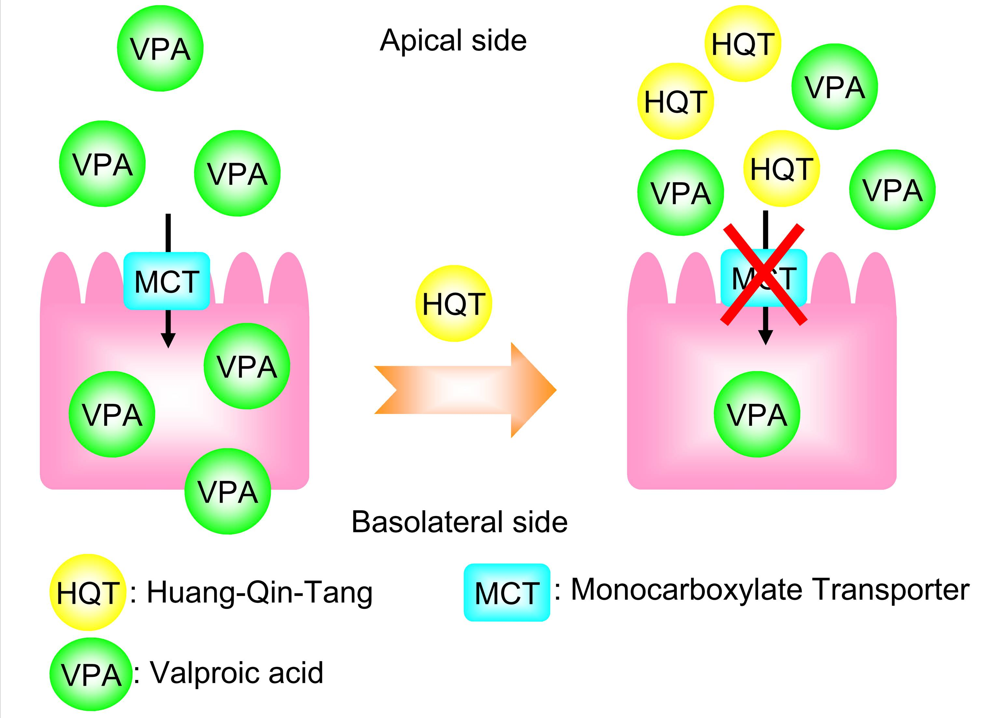 VPA
Apical side
HQT
HQT
VPA
VPA
VPA
HQT
VPA
VPA
MCT
MCT
HQT
VPA
VPA
VPA
VPA
Basolateral side
HQT : Huang-Qin-Tang
MCT : Monocarboxylate Transporter
VPA : Valproic acid